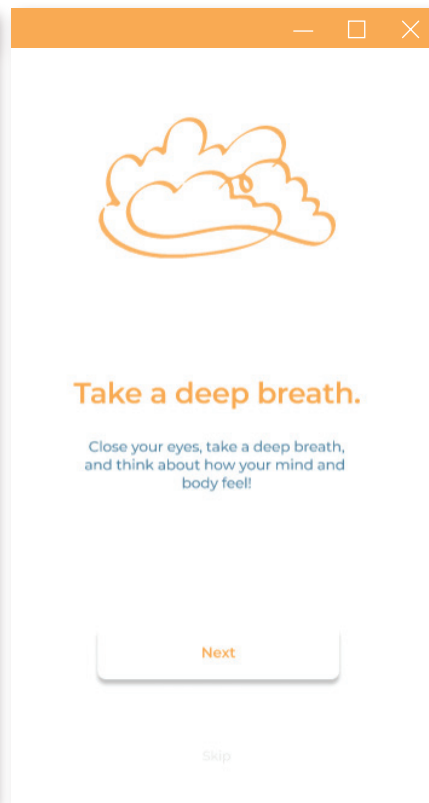 Take a deep breath.
Close your eyes, take a deep breath,
and think about how your mind and
body feel!
Next
Skip